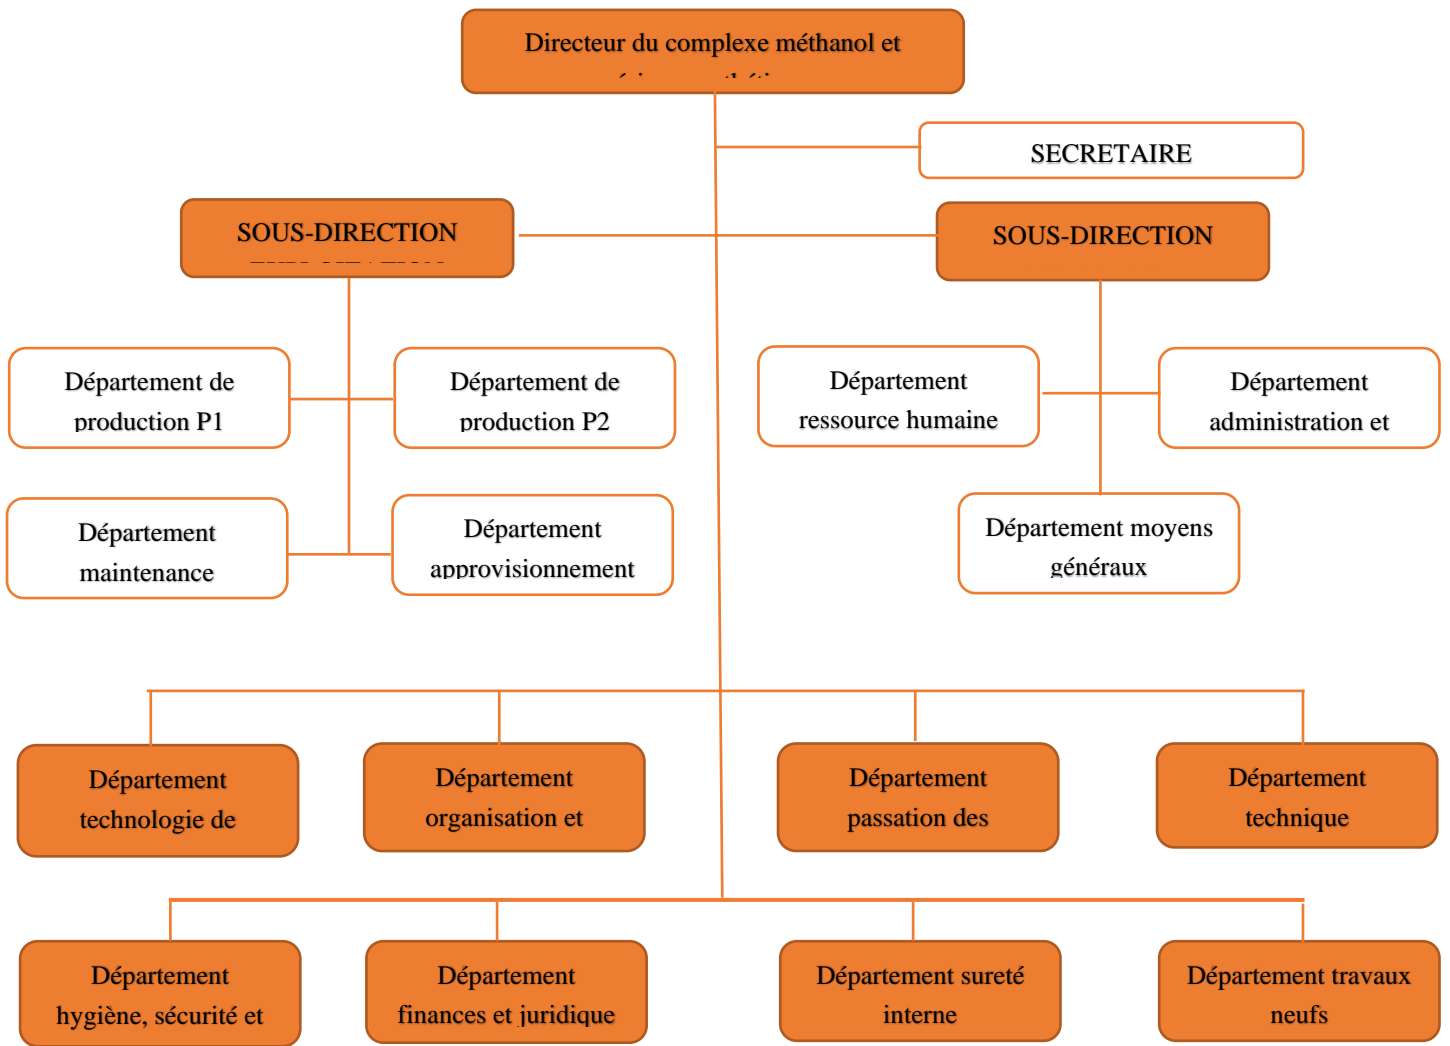 Directeur du complexe méthanol et
SECRETAIRE
SOUS-DIRECTION
SOUS-DIRECTION
Département de
production P1
Département de
production P2
Département
ressource humaine
Département
administration et
Département
maintenance
Département
approvisionnement
Département moyens
généraux
Département
technologie de
Département
organisation et
Département
passation des
Département
technique
Département
hygiène, sécurité et
Département
finances et juridique
Département sureté
interne
Département travaux
neufs